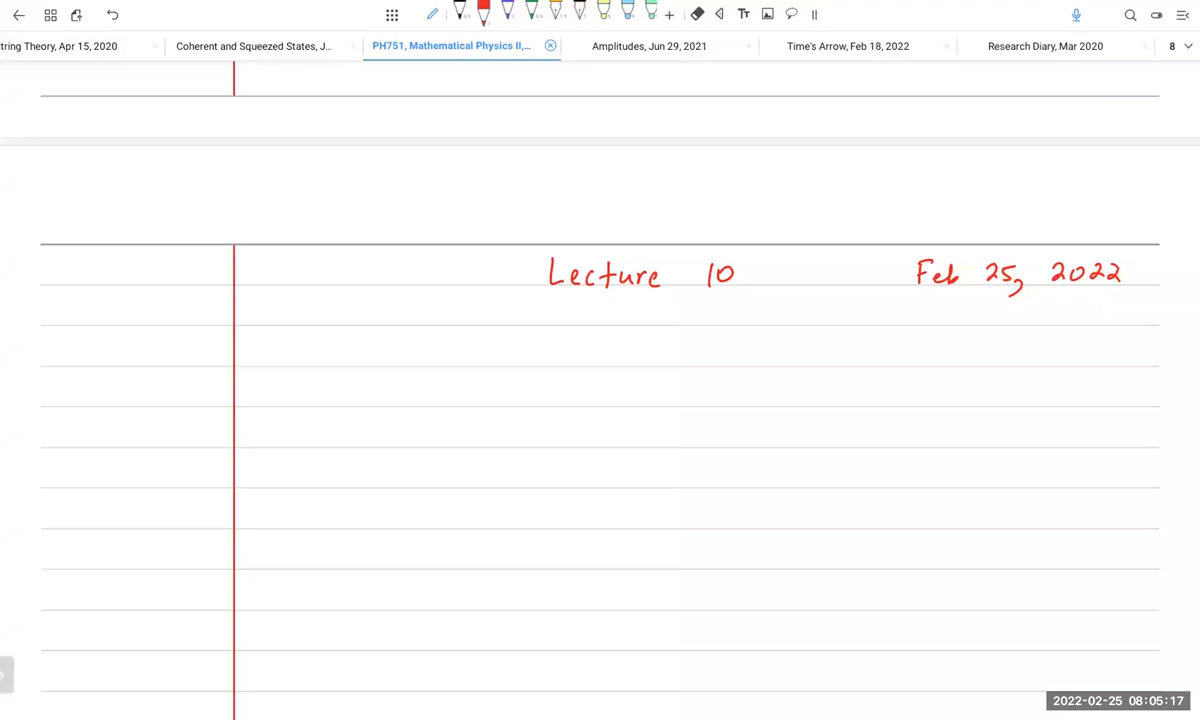 tring Theory, Apr 15, 2020 Coherent and Squeezed States, J... PH751, Mathematical Physics II,... Amplitudes, Jun 29, 2021 Time's Arrow, Feb 18, 2022 Research Diary, Mar 2020 8
Lecture 10 Feb 25, 2022
2022-02-25 08:05:17